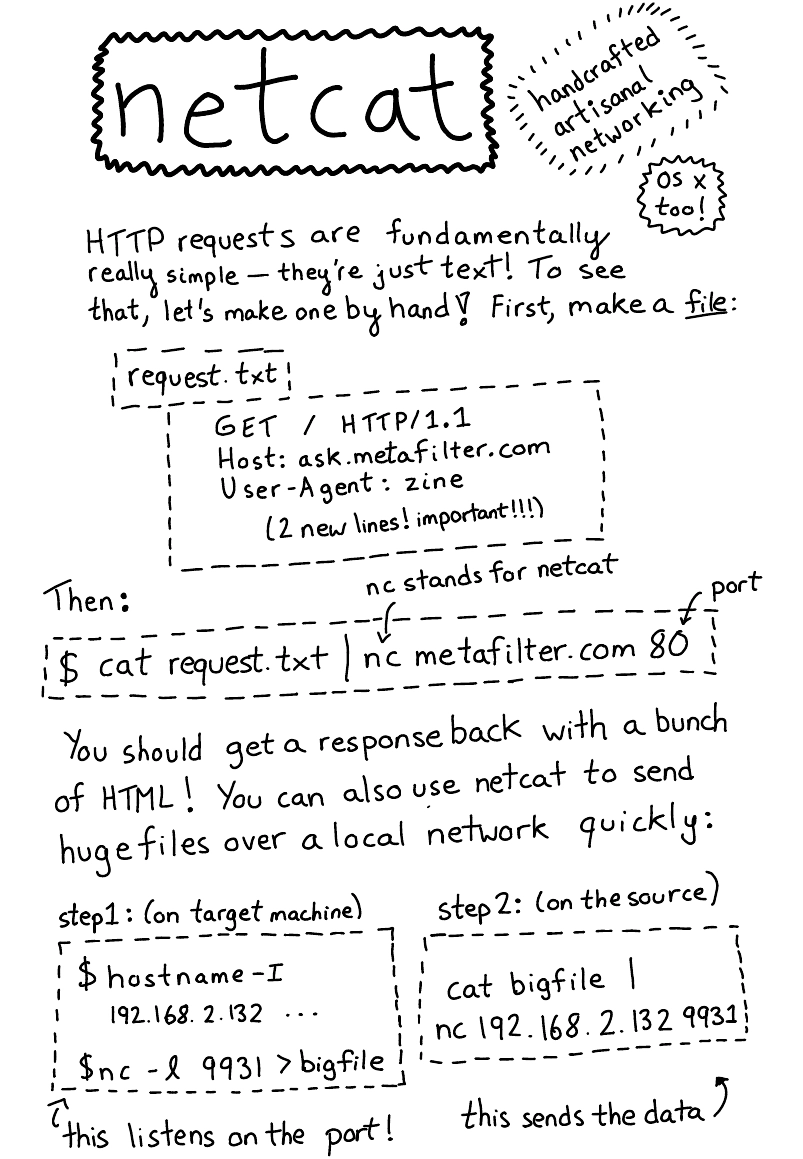 netcat
handcrafted
artisanal
networking
OS X
too!
HTTP requests are fundamentally
really simple — they're just text! To see
that, let's make one by hand! First, make a file:
request.txt
GET / HTTP/1.1
Host: ask.metafilter.com
User-Agent: zine
(2 new lines! important!!!)
Then:
nc stands for netcat
port
$ cat request.txt | nc metafilter.com 80
You should get a response back with a bunch
of HTML! You can also use netcat to send
huge files over a local network quickly:
step1: (on target machine)
$ hostname -I
192.168.2.132 ...
$nc -l 9931 > bigfile
this listens on the port!
step2: (on the source)
cat bigfile |
nc 192.168.2.132 9931
this sends the data